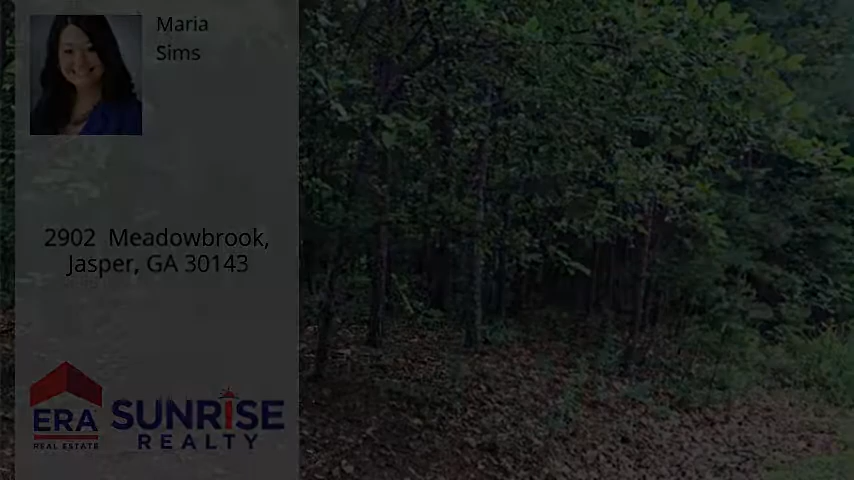 Maria
Sims
2902 Meadowbrook,
Jasper, GA 30143
ERA
REAL ESTATE
SUNRISE
REALTY